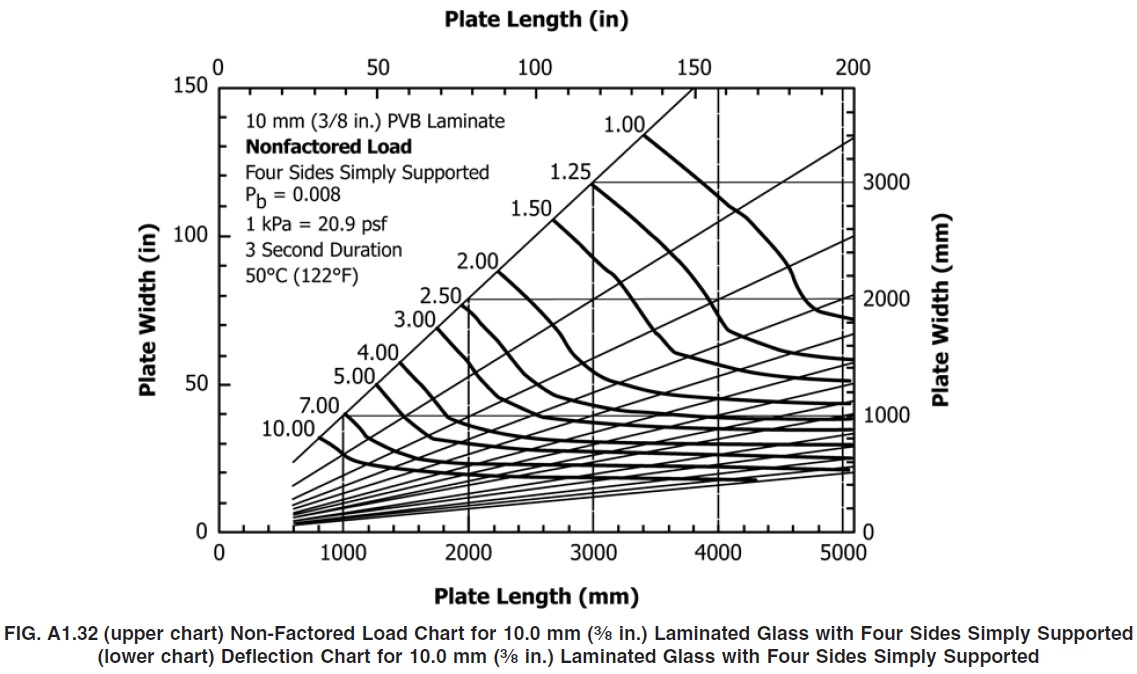 Plate Length (in)
0 50 100 150 200
150
10 mm (3/8 in.) PVB Laminate
Nonfactored Load
Four Sides Simply Supported
Pb = 0.008
1 kPa = 20.9 psf
3 Second Duration
50°C (122°F)
1.00
1.25
3000
1.50
100
2.00
2.50
2000
3.00
4.00
5.00
50
7.00
1000
10.00
0
0
Plate Width (in)
Plate Width (mm)
0 1000 2000 3000 4000 5000
Plate Length (mm)
FIG. A1.32 (upper chart) Non-Factored Load Chart for 10.0 mm (⅜ in.) Laminated Glass with Four Sides Simply Supported
(lower chart) Deflection Chart for 10.0 mm (⅜ in.) Laminated Glass with Four Sides Simply Supported